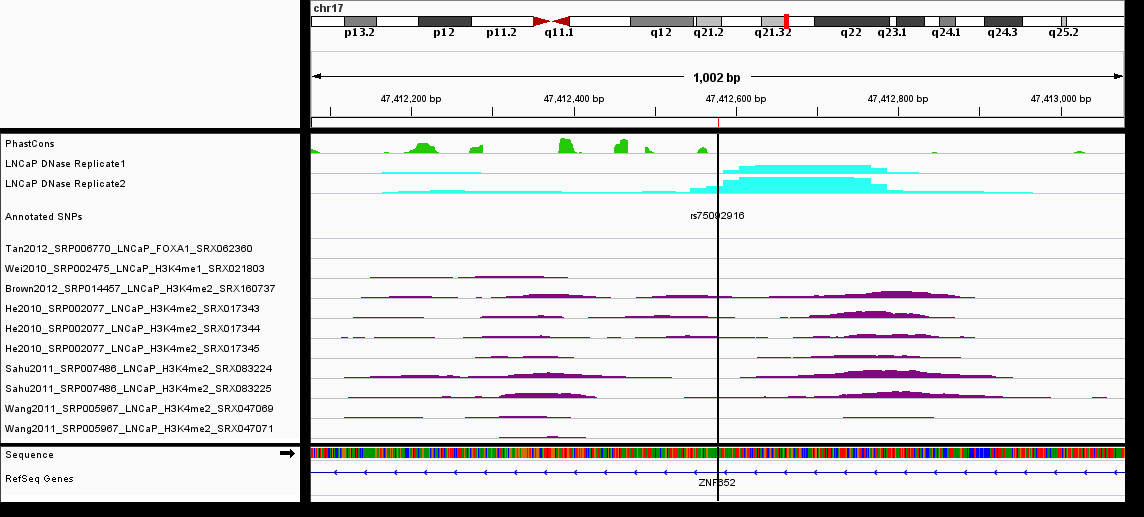 chr17
p13.2 p12 p11.2 q11.1 q12 q21.2 q21.32 q22 q23.1 q24.1 q24.3 q25.2
1,002 bp
47,412,200 bp 47,412,400 bp 47,412,600 bp 47,412,800 bp 47,413,000 bp
PhastCons
LNCaP DNase Replicate1
LNCaP DNase Replicate2
Annotated SNPs rs75092916
Tan2012_SRP006770_LNCaP_FOXA1_SRX062360
Wei2010_SRP002475_LNCaP_H3K4me1_SRX021803
Brown2012_SRP014457_LNCaP_H3K4me2_SRX160737
He2010_SRP002077_LNCaP_H3K4me2_SRX017343
He2010_SRP002077_LNCaP_H3K4me2_SRX017344
He2010_SRP002077_LNCaP_H3K4me2_SRX017345
Sahu2011_SRP007486_LNCaP_H3K4me2_SRX083224
Sahu2011_SRP007486_LNCaP_H3K4me2_SRX083225
Wang2011_SRP005967_LNCaP_H3K4me2_SRX047069
Wang2011_SRP005967_LNCaP_H3K4me2_SRX047071
Sequence
RefSeq Genes ZNF652